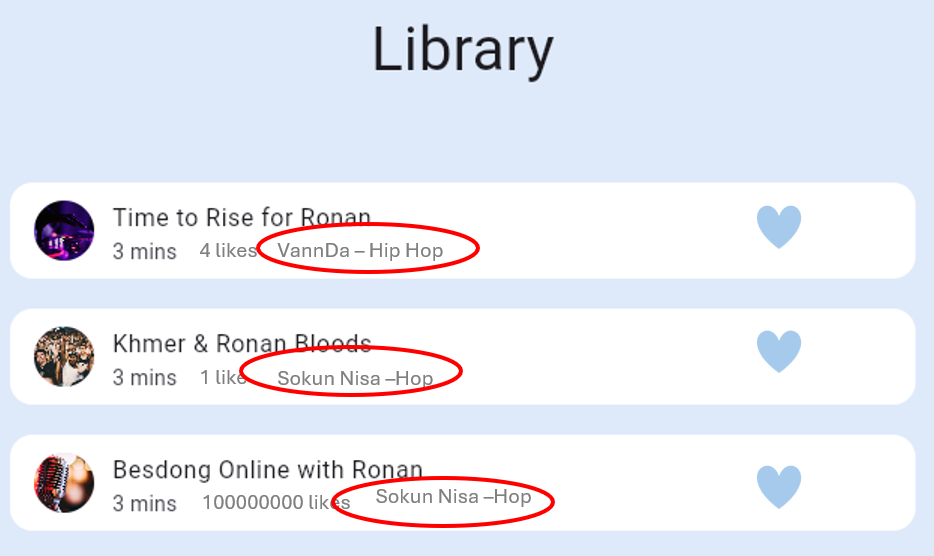 Library
Time to Rise for Ronan
3 mins 4 likes VannDa – Hip Hop
Khmer & Ronan Bloods
3 mins 1 like Sokun Nisa –Hop
Besdong Online with Ronan
3 mins 100000000 likes Sokun Nisa –Hop